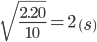 √(2.20/10) = 2 (s)